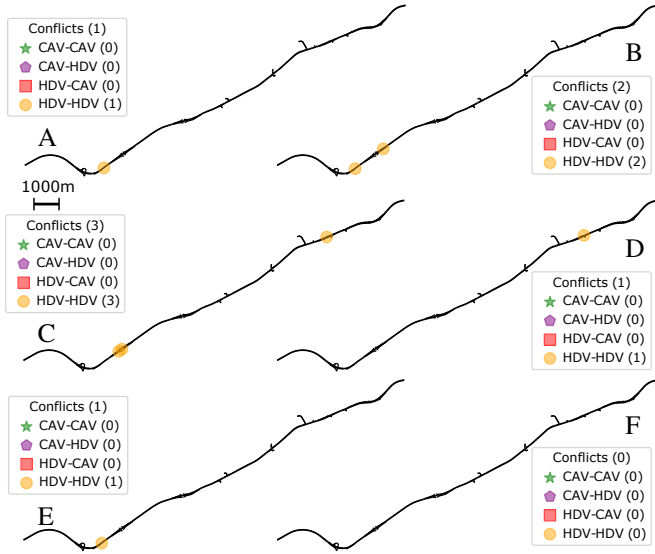 Conflicts (1)
CAV-CAV (0)
CAV-HDV (0)
HDV-CAV (0)
HDV-HDV (1)
A
B
Conflicts (2)
CAV-CAV (0)
CAV-HDV (0)
HDV-CAV (0)
HDV-HDV (2)
1000m
Conflicts (3)
CAV-CAV (0)
CAV-HDV (0)
HDV-CAV (0)
HDV-HDV (3)
C
D
Conflicts (1)
CAV-CAV (0)
CAV-HDV (0)
HDV-CAV (0)
HDV-HDV (1)
Conflicts (1)
CAV-CAV (0)
CAV-HDV (0)
HDV-CAV (0)
HDV-HDV (1)
E
F
Conflicts (0)
CAV-CAV (0)
CAV-HDV (0)
HDV-CAV (0)
HDV-HDV (0)